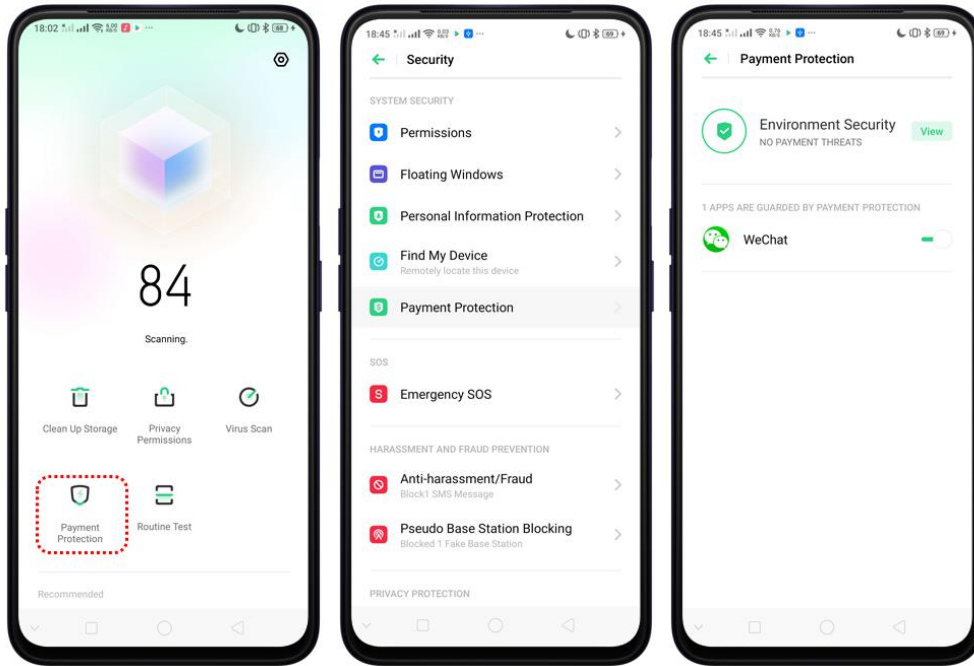 18:02
69
84
Scanning.
Clean Up Storage
Privacy
Permissions
Virus Scan
Payment
Protection
Routine Test
Recommended
18:45
69
Security
SYSTEM SECURITY
Permissions
Floating Windows
Personal Information Protection
Find My Device
Remotely locate this device
Payment Protection
SOS
S
Emergency SOS
HARASSMENT AND FRAUD PREVENTION
Anti-harassment/Fraud
Block1 SMS Message
Pseudo Base Station Blocking
Blocked 1 Fake Base Station
PRIVACY PROTECTION
18:45
69
Payment Protection
Environment Security
NO PAYMENT THREATS
View
1 APPS ARE GUARDED BY PAYMENT PROTECTION
WeChat